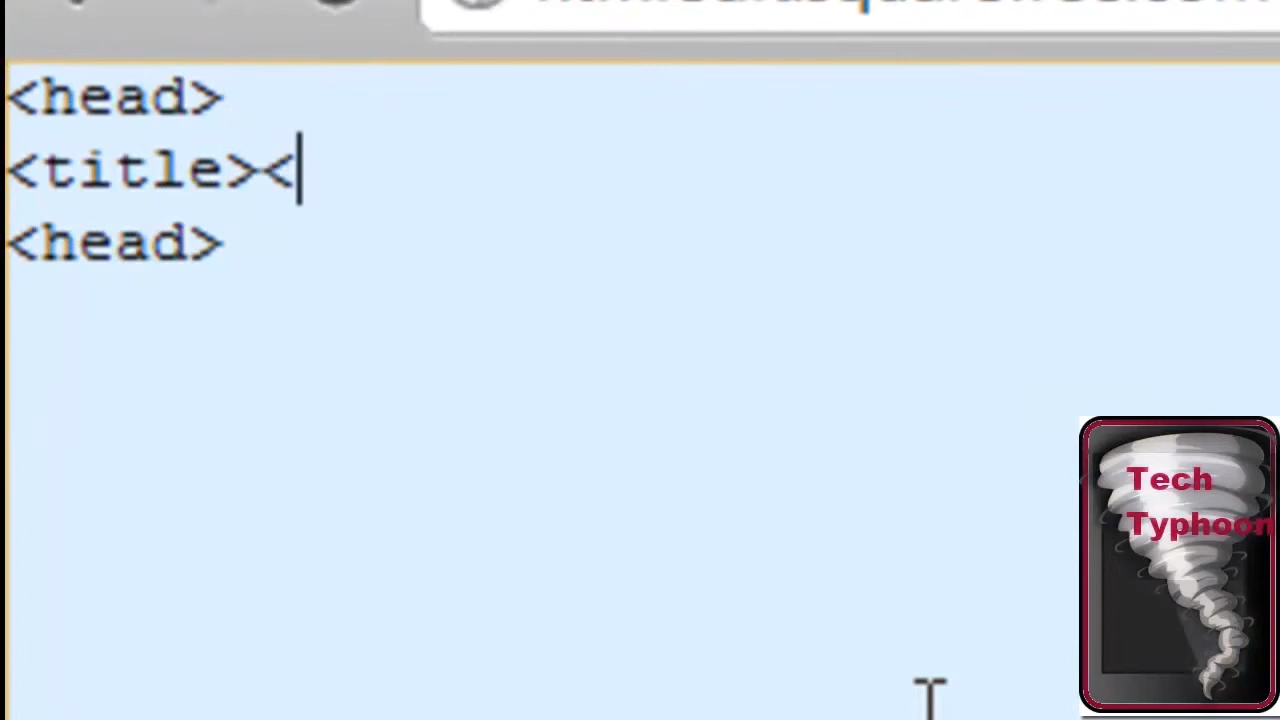 <head>
<title><
<head>
Tech
Typhoon